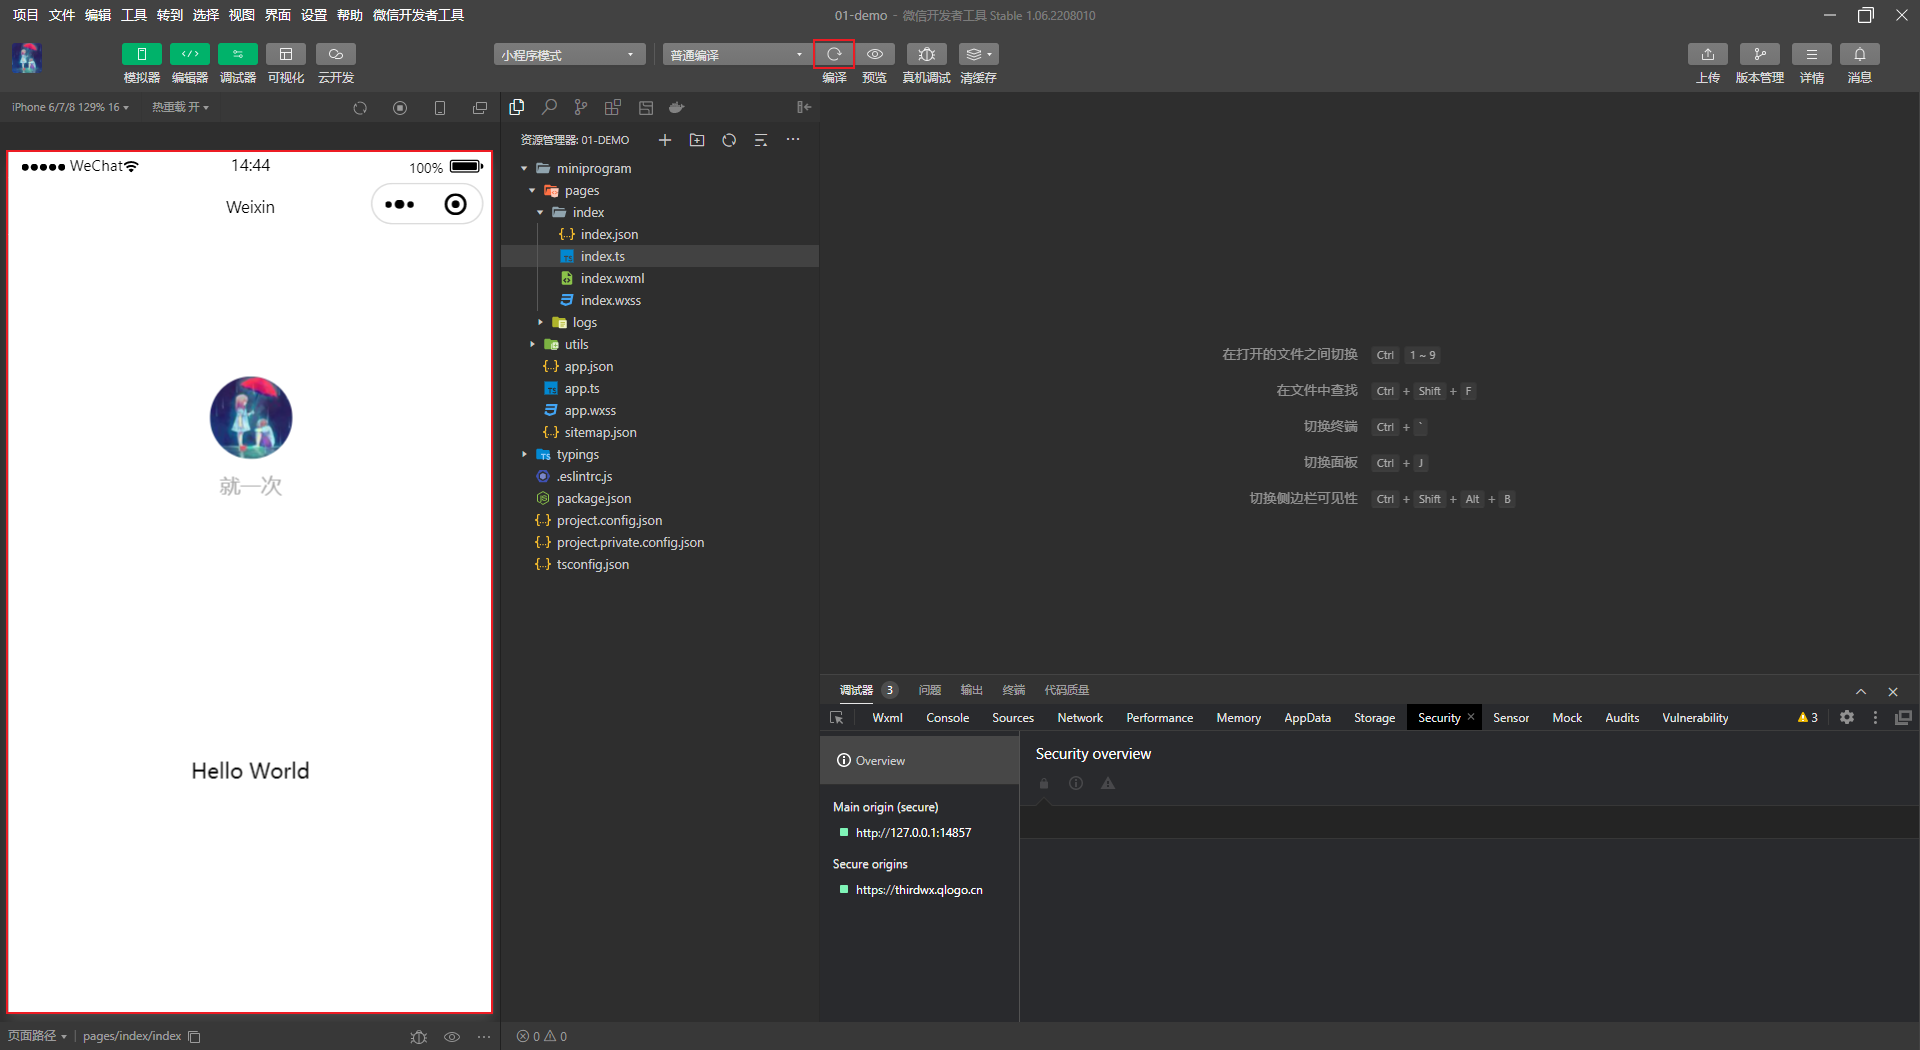 项目 文件 编辑 工具 转到 选择 视图 界面 设置 帮助 微信开发者工具
01-demo - 微信开发者工具 Stable 1.06.2208010
模拟器 编辑器 调试器 可视化 云开发
小程序模式
普通编译
编译 预览 真机调试 清缓存
上传 版本管理 详情 消息
iPhone 6/7/8 129% 16
热重载 开
WeChat
14:44
100%
Weixin
就一次
Hello World
页面路径
pages/index/index
资源管理器: 01-DEMO
miniprogram
pages
index
{..} index.json
TS index.ts
index.wxml
index.wxss
logs
utils
{..} app.json
TS app.ts
app.wxss
{..} sitemap.json
TS typings
.eslintrc.js
package.json
{..} project.config.json
{..} project.private.config.json
{..} tsconfig.json
0 0
在打开的文件之间切换 Ctrl 1 ~ 9
在文件中查找 Ctrl + Shift + F
切换终端 Ctrl + `
切换面板 Ctrl + J
切换侧边栏可见性 Ctrl + Shift + Alt + B
调试器 3 问题 输出 终端 代码质量
Wxml Console Sources Network Performance Memory AppData Storage Security × Sensor Mock Audits Vulnerability
3
Overview
Main origin (secure)
http://127.0.0.1:14857
Secure origins
https://thirdwx.qlogo.cn
Security overview